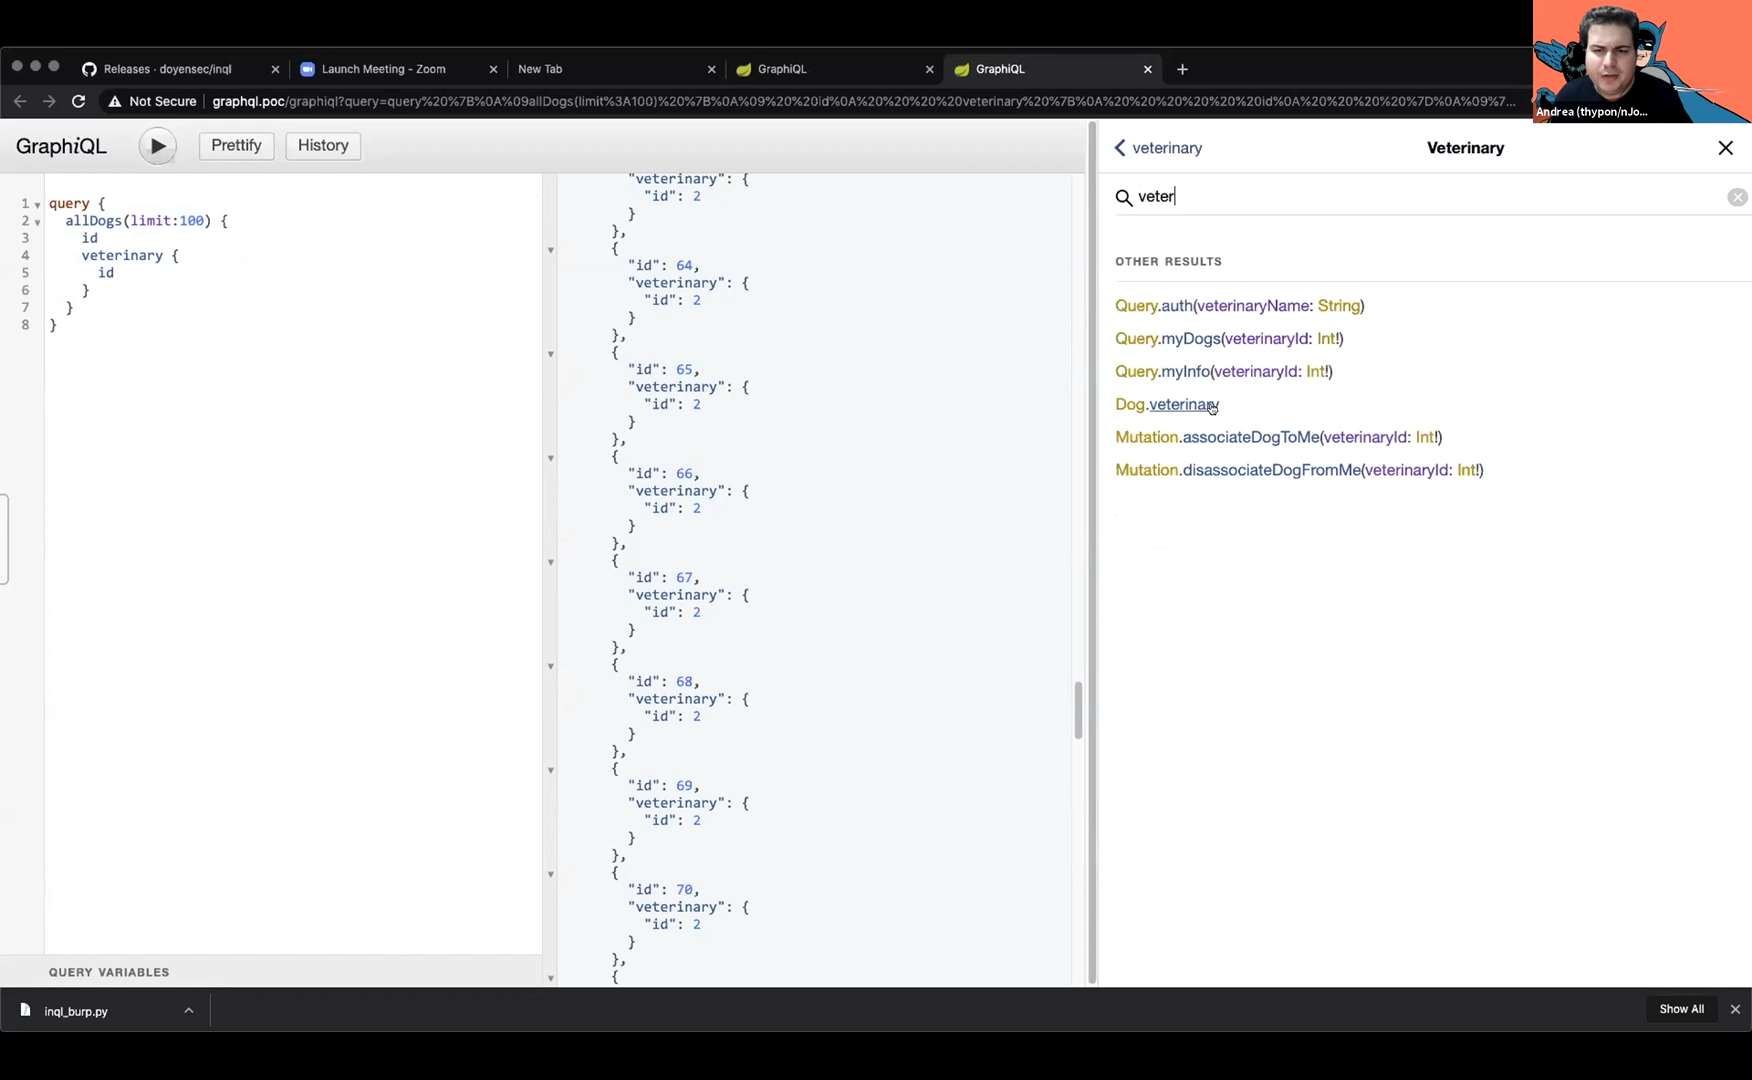 Releases · doyensec/inql
Launch Meeting - Zoom
New Tab
GraphiQL
GraphiQL
Andrea (thypon/nJo...
Not Secure
graphql.poc/graphiql?query=query%20%7B%0A%09allDogs(limit%3A100)%20%7B%0A%09%20%20id%0A%20%20%20%20veterinary%20%7B%0A%20%20%20%20%20%20id%0A%20%20%20%20%7D%0A%09%7...
GraphiQL
Prettify
History
1 query {
2 allDogs(limit:100) {
3 id
4 veterinary {
5 id
6 }
7 }
8 }
QUERY VARIABLES
"veterinary": {
"id": 2
}
},
{
"id": 64,
"veterinary": {
"id": 2
}
},
{
"id": 65,
"veterinary": {
"id": 2
}
},
{
"id": 66,
"veterinary": {
"id": 2
}
},
{
"id": 67,
"veterinary": {
"id": 2
}
},
{
"id": 68,
"veterinary": {
"id": 2
}
},
{
"id": 69,
"veterinary": {
"id": 2
}
},
{
"id": 70,
"veterinary": {
"id": 2
}
},
{
veterinary
Veterinary
veter
OTHER RESULTS
Query.auth(veterinaryName: String)
Query.myDogs(veterinaryId: Int!)
Query.myInfo(veterinaryId: Int!)
Dog.veterinary
Mutation.associateDogToMe(veterinaryId: Int!)
Mutation.disassociateDogFromMe(veterinaryId: Int!)
inql_burp.py
Show All